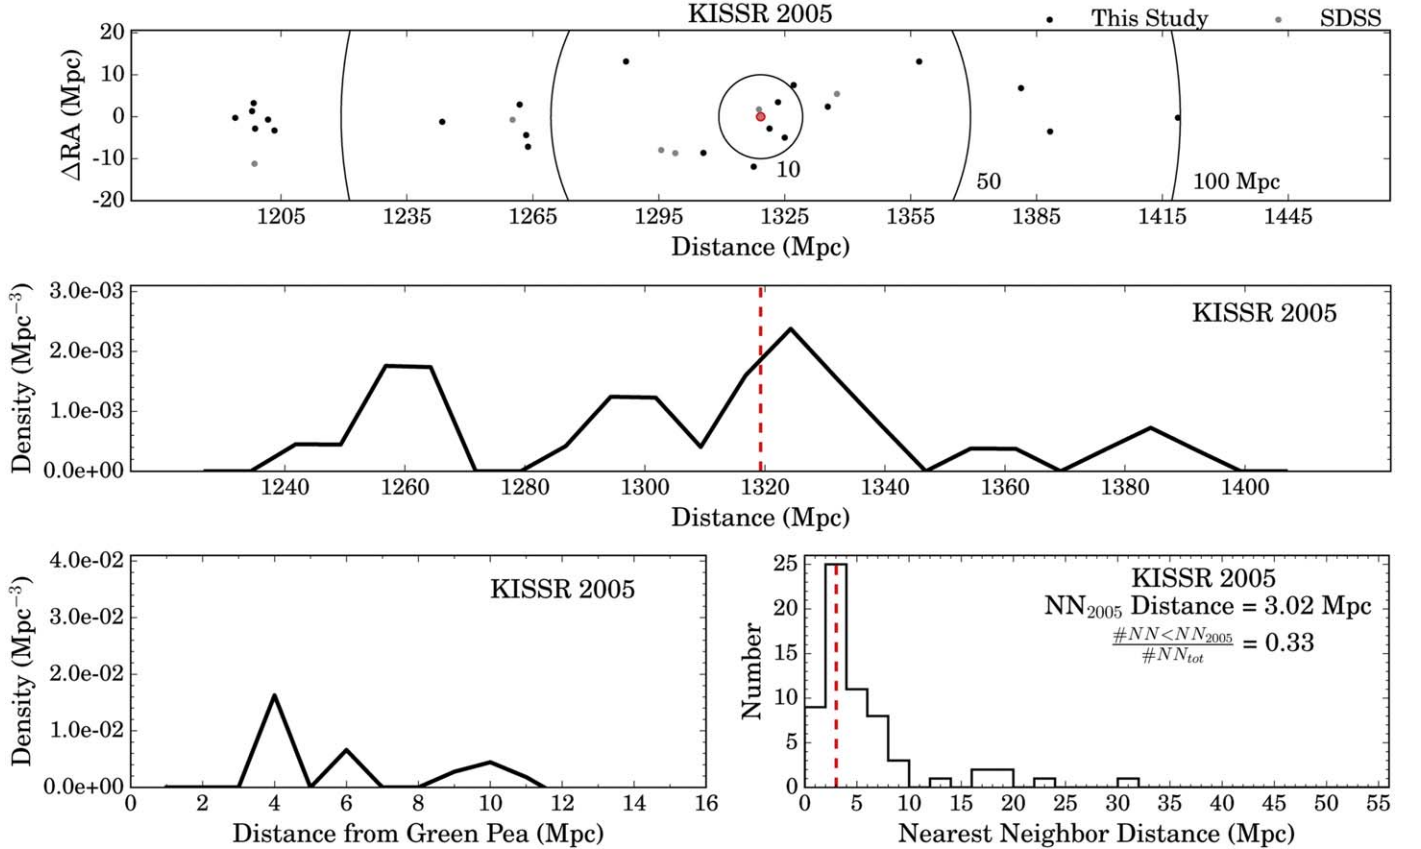 KISSR 2005
This Study
SDSS
20
10
0
-10
-20
ΔRA (Mpc)
10
50
100 Mpc
1205 1235 1265 1295 1325 1355 1385 1415 1445
Distance (Mpc)
3.0e-03
2.0e-03
1.0e-03
0.0e+00
Density (Mpc⁻³)
KISSR 2005
1240 1260 1280 1300 1320 1340 1360 1380 1400
Distance (Mpc)
4.0e-02
3.0e-02
2.0e-02
1.0e-02
0.0e+00
Density (Mpc⁻³)
KISSR 2005
0 2 4 6 8 10 12 14 16
Distance from Green Pea (Mpc)
25
20
15
10
5
0
Number
KISSR 2005
NN₂₀₀₅ Distance = 3.02 Mpc
#NN<NN₂₀₀₅
#NNtot
= 0.33
0 5 10 15 20 25 30 35 40 45 50 55
Nearest Neighbor Distance (Mpc)